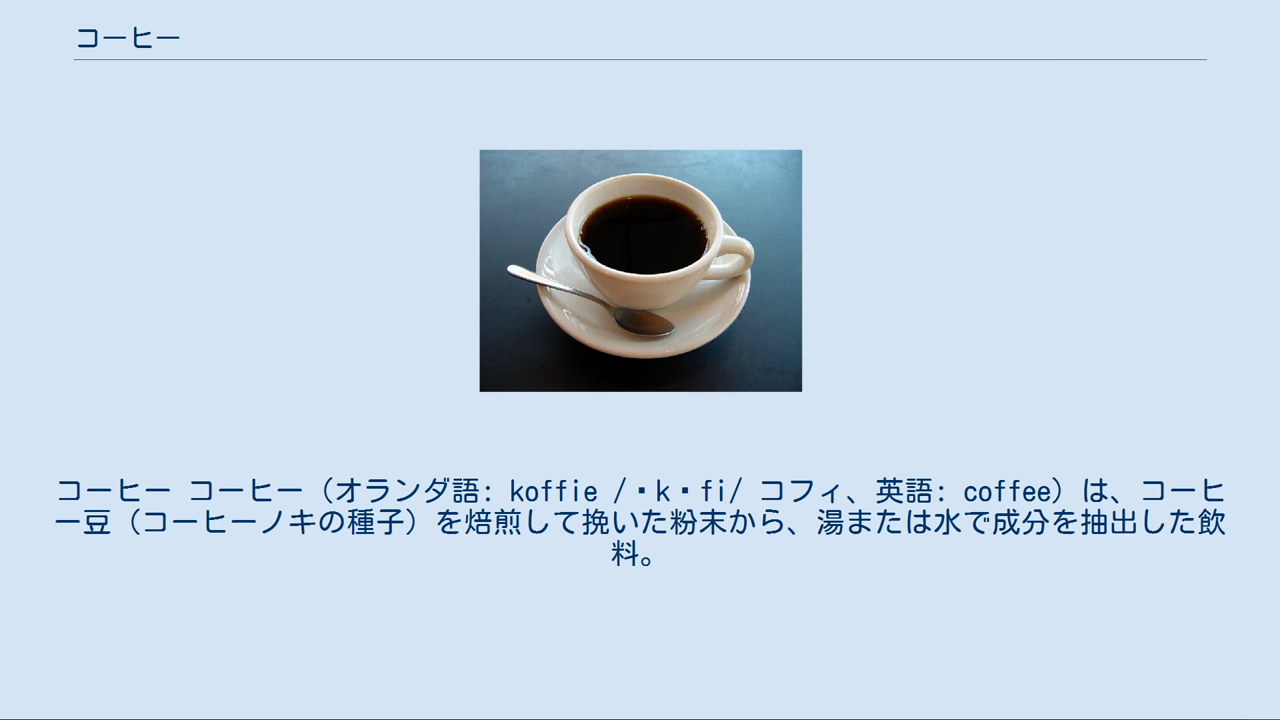 コーヒー
コーヒー コーヒー（オランダ語: koffie /・k・fi/ コフィ、英語: coffee）は、コーヒ
ー豆（コーヒーノキの種子）を焙煎して挽いた粉末から、湯または水で成分を抽出した飲
料。